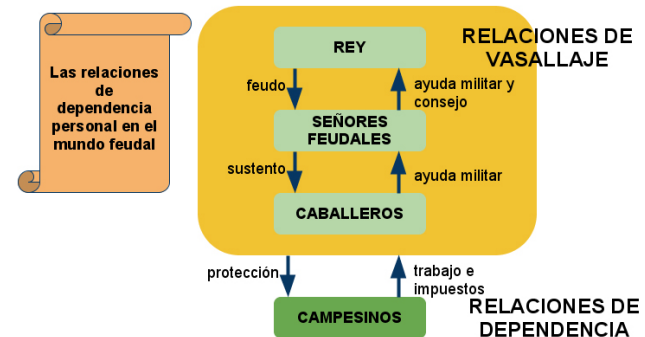 Las relaciones
de
dependencia
personal en el
mundo feudal
RELACIONES DE
VASALLAJE
REY
feudo
ayuda militar y
consejo
SEÑORES
FEUDALES
sustento
ayuda militar
CABALLEROS
protección
trabajo e
impuestos
CAMPESINOS
RELACIONES DE
DEPENDENCIA